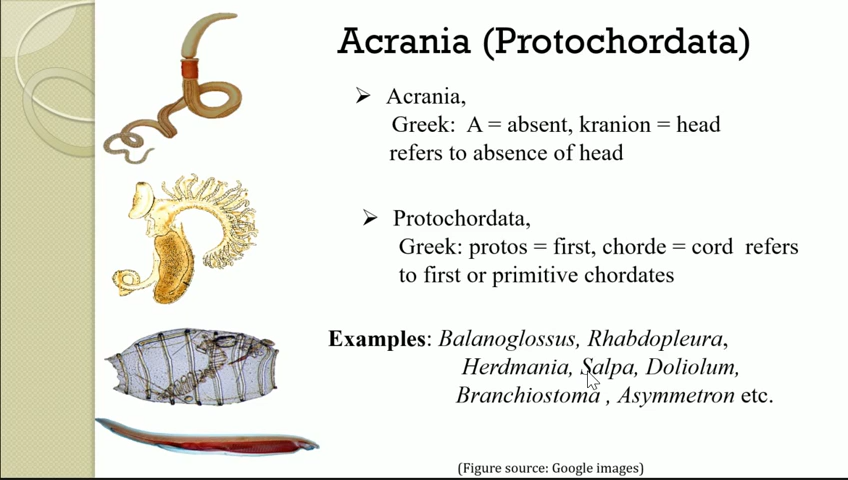 Acrania (Protochordata)
➢ Acrania,
Greek: A = absent, kranion = head
refers to absence of head
➢ Protochordata,
Greek: protos = first, chorde = cord refers
to first or primitive chordates
Examples: Balanoglossus, Rhabdopleura,
Herdmania, Salpa, Doliolum,
Branchiostoma , Asymmetron etc.
(Figure source: Google images)